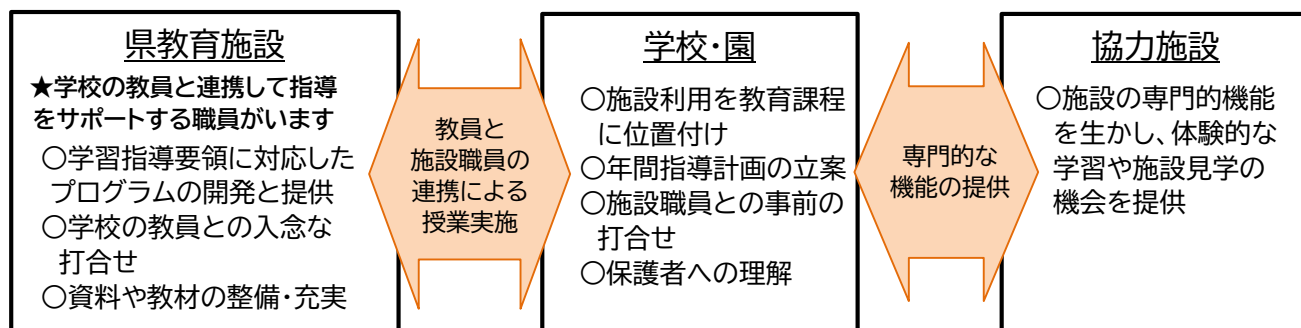 県教育施設
★学校の教員と連携して指導
をサポートする職員がいます
○学習指導要領に対応した
プログラムの開発と提供
○学校の教員との入念な
打合せ
○資料や教材の整備・充実
教員と
施設職員の
連携による
授業実施
学校・園
○施設利用を教育課程
に位置付け
○年間指導計画の立案
○施設職員との事前の
打合せ
○保護者への理解
専門的な
機能の提供
協力施設
○施設の専門的機能
を生かし、体験的な
学習や施設見学の
機会を提供